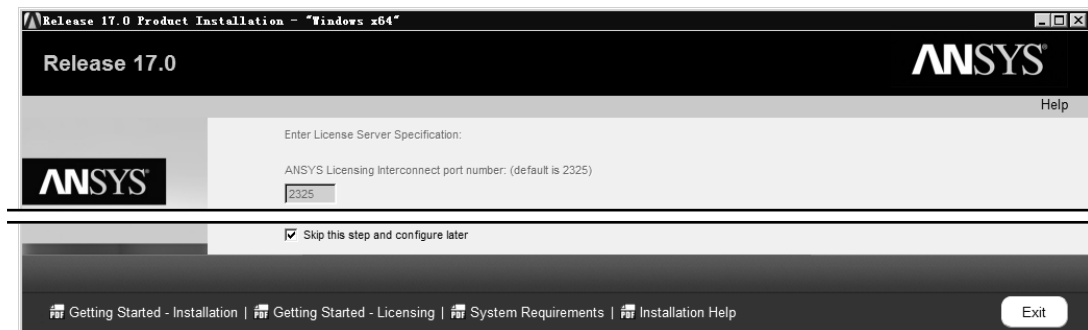 Release 17.0 Product Installation - "Windows x64"
Release 17.0
ANSYS
Help
Enter License Server Specification:
ANSYS Licensing Interconnect port number: (default is 2325)
ANSYS
2325
Skip this step and configure later
Getting Started - Installation | Getting Started - Licensing | System Requirements | Installation Help
Exit